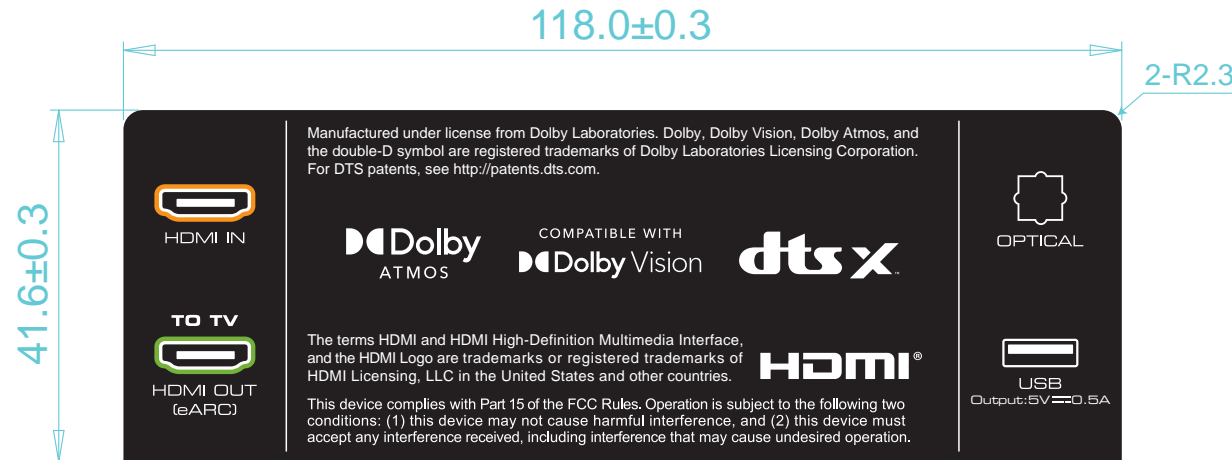 118.0±0.3
2-R2.3
41.6±0.3
Manufactured under license from Dolby Laboratories. Dolby, Dolby Vision, Dolby Atmos, and
the double-D symbol are registered trademarks of Dolby Laboratories Licensing Corporation.
For DTS patents, see http://patents.dts.com.
HDMI IN
Dolby
ATMOS
COMPATIBLE WITH
Dolby Vision
dts x™
OPTICAL
TO TV
HDMI OUT
(eARC)
The terms HDMI and HDMI High-Definition Multimedia Interface,
and the HDMI Logo are trademarks or registered trademarks of
HDMI Licensing, LLC in the United States and other countries.
HDMI®
USB
Output:5V⎓0.5A
This device complies with Part 15 of the FCC Rules. Operation is subject to the following two
conditions: (1) this device may not cause harmful interference, and (2) this device must
accept any interference received, including interference that may cause undesired operation.